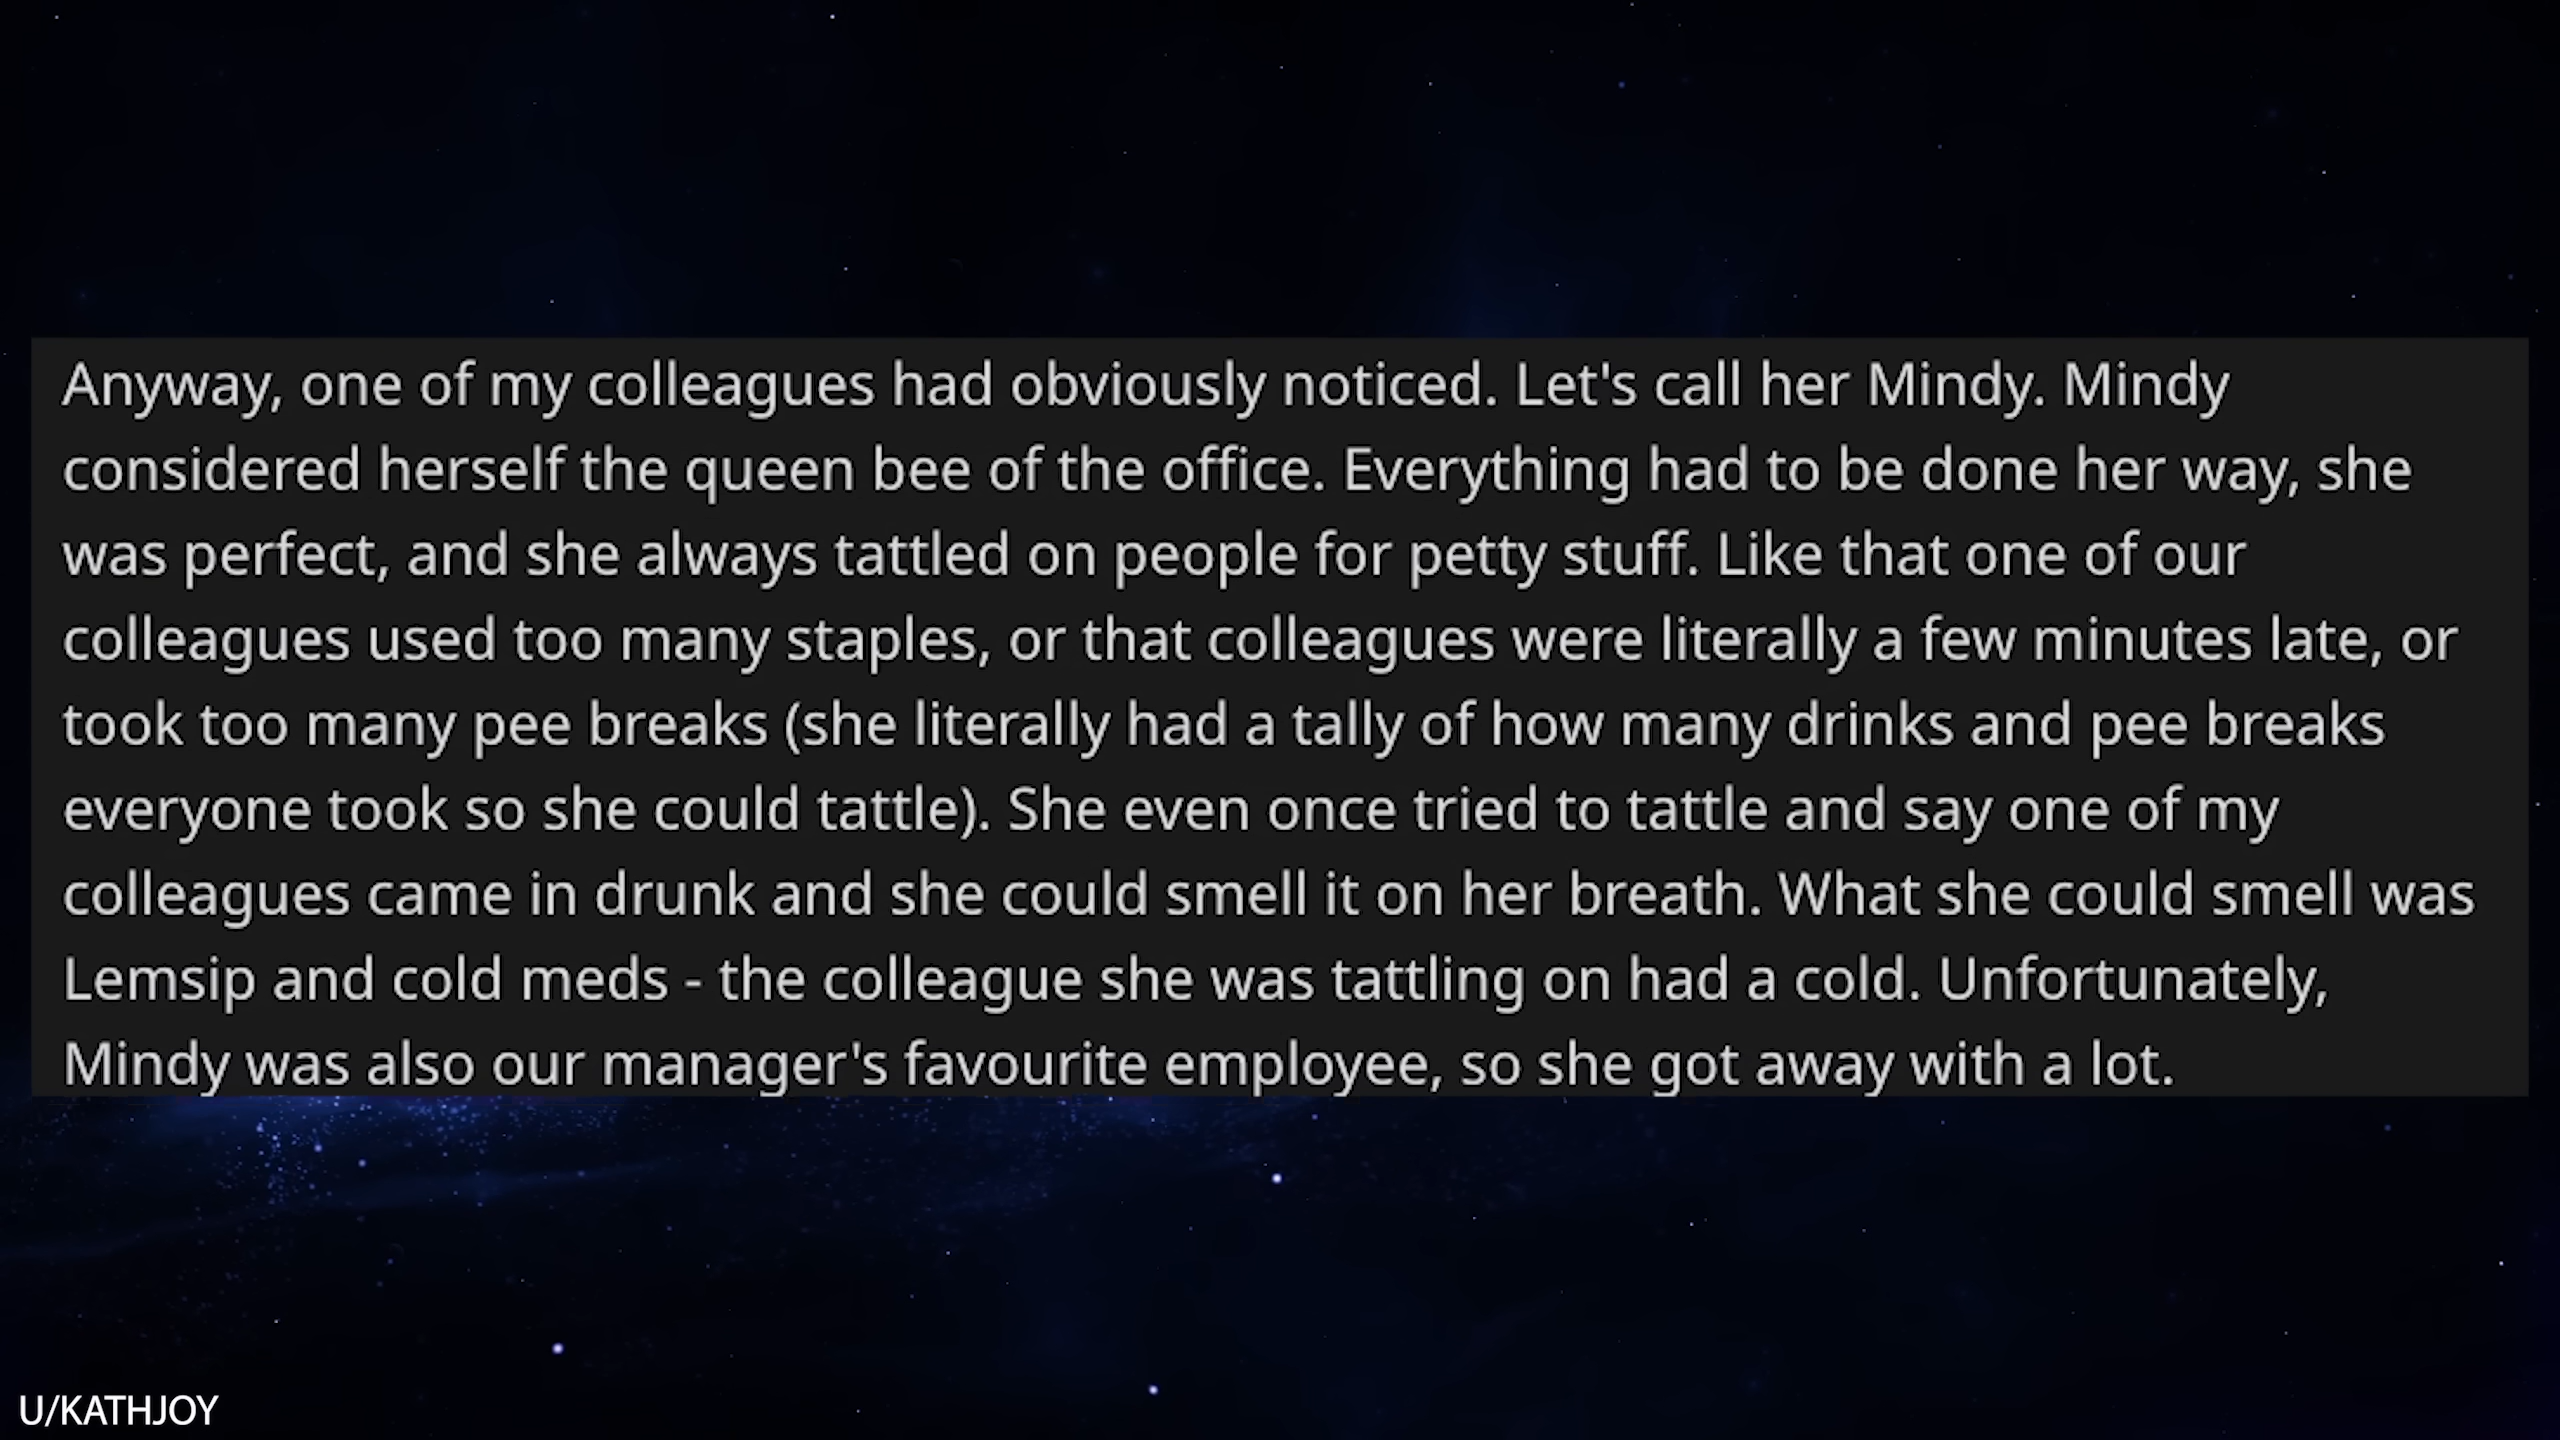 Anyway, one of my colleagues had obviously noticed. Let's call her Mindy. Mindy
considered herself the queen bee of the office. Everything had to be done her way, she
was perfect, and she always tattled on people for petty stuff. Like that one of our
colleagues used too many staples, or that colleagues were literally a few minutes late, or
took too many pee breaks (she literally had a tally of how many drinks and pee breaks
everyone took so she could tattle). She even once tried to tattle and say one of my
colleagues came in drunk and she could smell it on her breath. What she could smell was
Lemsip and cold meds - the colleague she was tattling on had a cold. Unfortunately,
Mindy was also our manager's favourite employee, so she got away with a lot.
U/KATHJOY